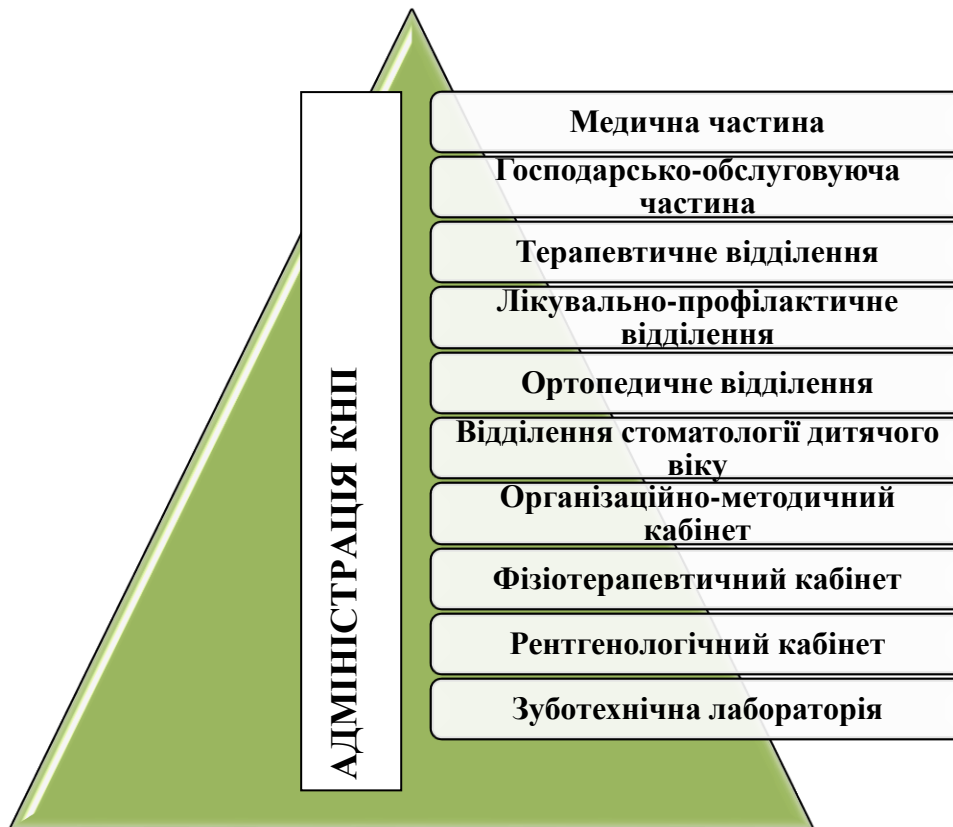 АДМІНІСТРАЦІЯ КНП
Медична частина
Господарсько-обслуговуюча
частина
Терапевтичне відділення
Лікувально-профілактичне
відділення
Ортопедичне відділення
Відділення стоматології дитячого
віку
Організаційно-методичний
кабінет
Фізіотерапевтичний кабінет
Рентгенологічний кабінет
Зуботехнічна лабораторія